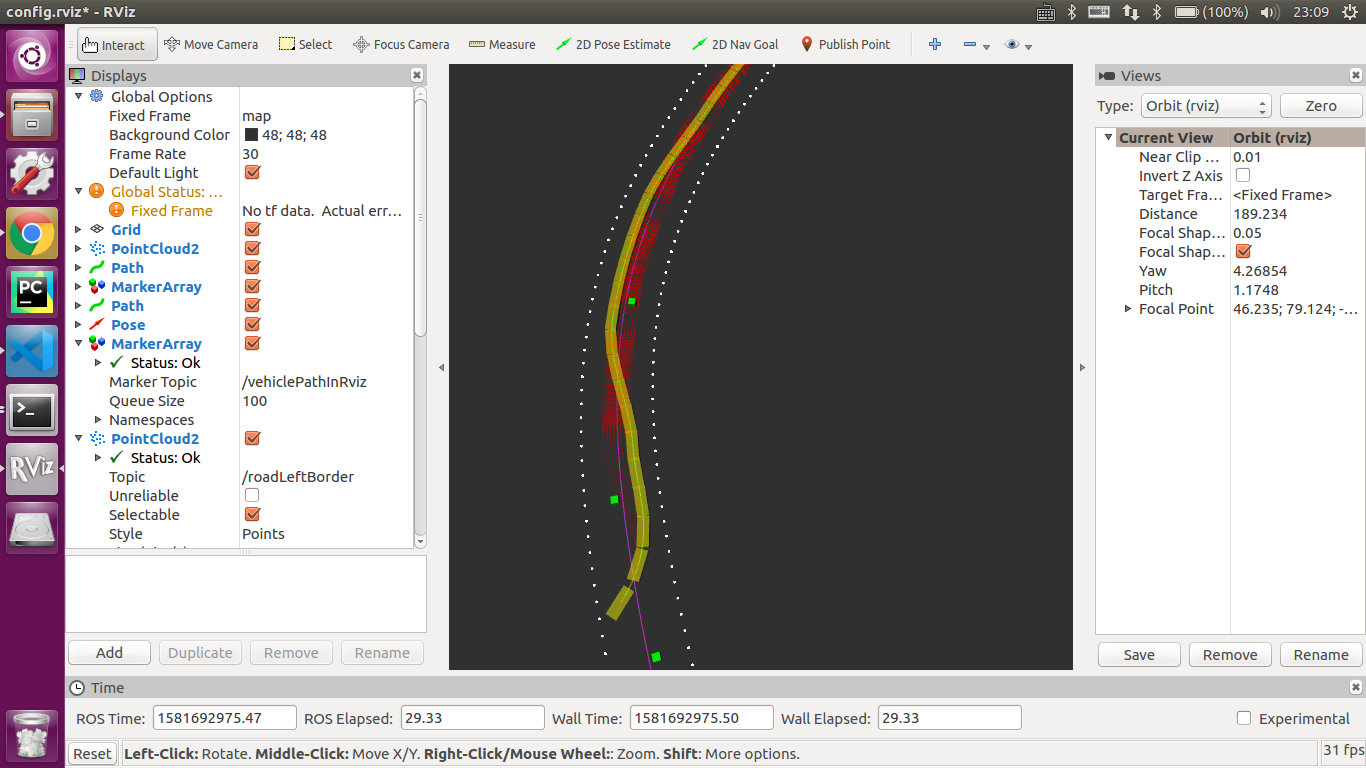 config.rviz* - RViz
(100%)
23:09
Interact
Move Camera
Select
Focus Camera
Measure
2D Pose Estimate
2D Nav Goal
Publish Point
Displays
Global Options
Fixed Frame map
Background Color 48; 48; 48
Frame Rate 30
Default Light
Global Status: ...
Fixed Frame No tf data. Actual err...
Grid
PointCloud2
Path
MarkerArray
Path
Pose
MarkerArray
Status: Ok
Marker Topic /vehiclePathInRviz
Queue Size 100
Namespaces
PointCloud2
Status: Ok
Topic /roadLeftBorder
Unreliable
Selectable
Style Points
Add
Duplicate
Remove
Rename
Views
Type: Orbit (rviz) Zero
Current View Orbit (rviz)
Near Clip ... 0.01
Invert Z Axis
Target Fra... <Fixed Frame>
Distance 189.234
Focal Shap... 0.05
Focal Shap...
Yaw 4.26854
Pitch 1.1748
Focal Point 46.235; 79.124; -...
Save
Remove
Rename
PC
RViz
Time
ROS Time: 1581692975.47 ROS Elapsed: 29.33 Wall Time: 1581692975.50 Wall Elapsed: 29.33 Experimental
Reset Left-Click: Rotate. Middle-Click: Move X/Y. Right-Click/Mouse Wheel:: Zoom. Shift: More options. 31 fps